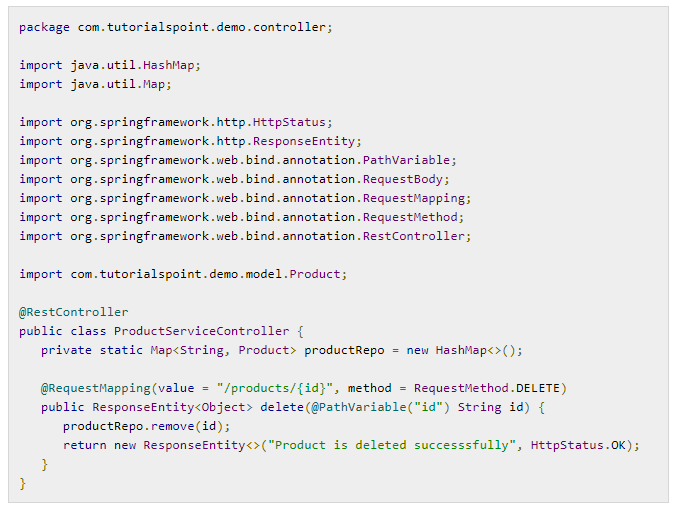 package com.tutorialspoint.demo.controller;
import java.util.HashMap;
import java.util.Map;
import org.springframework.http.HttpStatus;
import org.springframework.http.ResponseEntity;
import org.springframework.web.bind.annotation.PathVariable;
import org.springframework.web.bind.annotation.RequestBody;
import org.springframework.web.bind.annotation.RequestMapping;
import org.springframework.web.bind.annotation.RequestMethod;
import org.springframework.web.bind.annotation.RestController;
import com.tutorialspoint.demo.model.Product;
@RestController
public class ProductServiceController {
   private static Map<String, Product> productRepo = new HashMap<>();
   @RequestMapping(value = "/products/{id}", method = RequestMethod.DELETE)
   public ResponseEntity<Object> delete(@PathVariable("id") String id) {
      productRepo.remove(id);
      return new ResponseEntity<>("Product is deleted successsfully", HttpStatus.OK);
   }
}